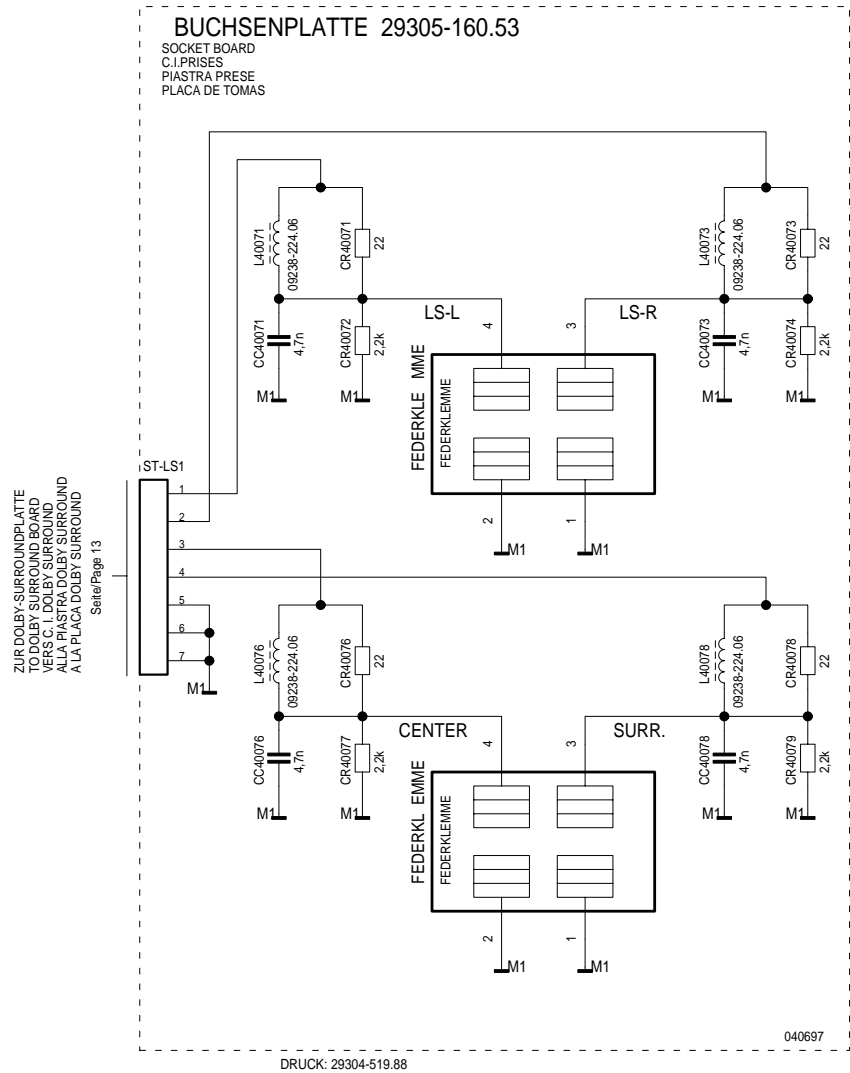 BUCHSENPLATTE 29305-160.53
SOCKET BOARD
C.I.PRISES
PIASTRA PRESE
PLACA DE TOMAS
L40071
09238-224.06
CR40071
22
L40073
09238-224.06
CR40073
22
CC40071
4,7n
CR40072
2,2k
LS-L
4
3
LS-R
CC40073
4,7n
CR40074
2,2k
M1
M1
M1
M1
FEDERKLE MME
FEDERKLEMME
2
1
M1
M1
ST-LS1
1
2
3
4
5
6
7
M1
ZUR DOLBY-SURROUNDPLATTE
TO DOLBY SURROUND BOARD
VERS C. I. DOLBY SURROUND
ALLA PIASTRA DOLBY SURROUND
A LA PLACA DOLBY SURROUND
Seite/Page 13
L40076
09238-224.06
CR40076
22
L40078
09238-224.06
CR40078
22
CC40076
4,7n
CR40077
2,2k
CENTER
4
3
SURR.
CC40078
4,7n
CR40079
2,2k
M1
M1
M1
M1
FEDERKL EMME
FEDERKLEMME
2
1
M1
M1
040697
DRUCK: 29304-519.88